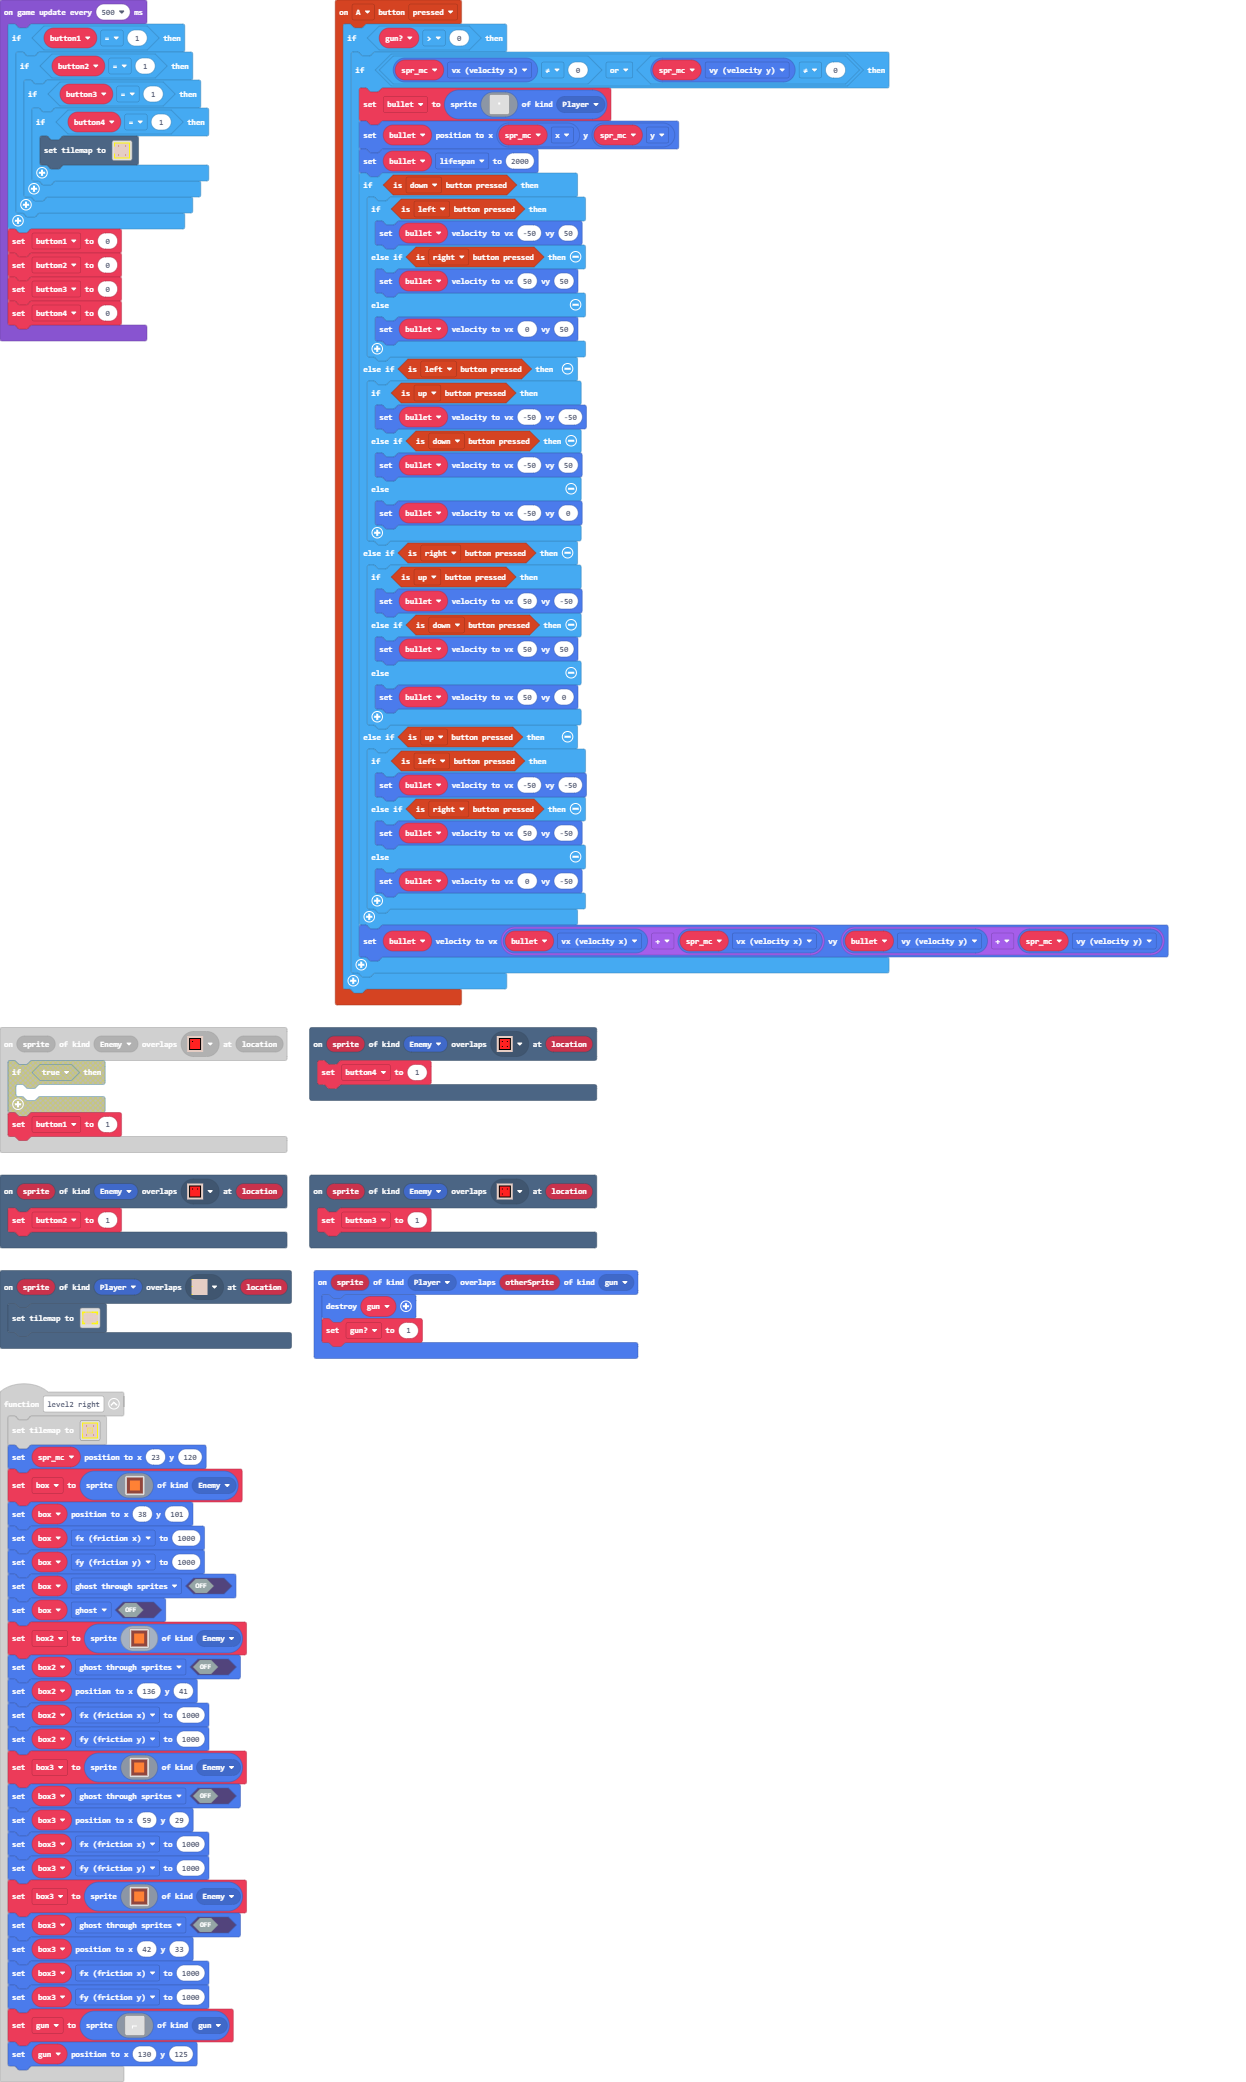 on game update every 500 ms
if button1 = 1 then
if button2 = 1 then
if button3 = 1 then
if button4 = 1 then
set tilemap to
set button1 to 0
set button2 to 0
set button3 to 0
set button4 to 0
on A button pressed
if gun? > 0 then
if spr_mc vx (velocity x) ≠ 0 or spr_mc vy (velocity y) ≠ 0 then
set bullet to sprite of kind Player
set bullet position to x spr_mc x y spr_mc y
set bullet lifespan to 2000
if is down button pressed then
if is left button pressed then
set bullet velocity to vx -50 vy 50
else if is right button pressed then
set bullet velocity to vx 50 vy 50
else
set bullet velocity to vx 0 vy 50
else if is left button pressed then
if is up button pressed then
set bullet velocity to vx -50 vy -50
else if is down button pressed then
set bullet velocity to vx -50 vy 50
else
set bullet velocity to vx -50 vy 0
else if is right button pressed then
if is up button pressed then
set bullet velocity to vx 50 vy -50
else if is down button pressed then
set bullet velocity to vx 50 vy 50
else
set bullet velocity to vx 50 vy 0
else if is up button pressed then
if is left button pressed then
set bullet velocity to vx -50 vy -50
else if is right button pressed then
set bullet velocity to vx 50 vy -50
else
set bullet velocity to vx 0 vy -50
set bullet velocity to vx bullet vx (velocity x) + spr_mc vx (velocity x) vy bullet vy (velocity y) + spr_mc vy (velocity y)
on sprite of kind Enemy overlaps at location
if true then
set button1 to 1
on sprite of kind Enemy overlaps at location
set button4 to 1
on sprite of kind Enemy overlaps at location
set button2 to 1
on sprite of kind Enemy overlaps at location
set button3 to 1
on sprite of kind Player overlaps at location
set tilemap to
on sprite of kind Player overlaps otherSprite of kind gun
destroy gun
set gun? to 1
function level2 right
set tilemap to
set spr_mc position to x 23 y 120
set box to sprite of kind Enemy
set box position to x 38 y 101
set box fx (friction x) to 1000
set box fy (friction y) to 1000
set box ghost through sprites OFF
set box ghost OFF
set box2 to sprite of kind Enemy
set box2 ghost through sprites OFF
set box2 position to x 136 y 41
set box2 fx (friction x) to 1000
set box2 fy (friction y) to 1000
set box3 to sprite of kind Enemy
set box3 ghost through sprites OFF
set box3 position to x 59 y 29
set box3 fx (friction x) to 1000
set box3 fy (friction y) to 1000
set box3 to sprite of kind Enemy
set box3 ghost through sprites OFF
set box3 position to x 42 y 33
set box3 fx (friction x) to 1000
set box3 fy (friction y) to 1000
set gun to sprite of kind gun
set gun position to x 130 y 125